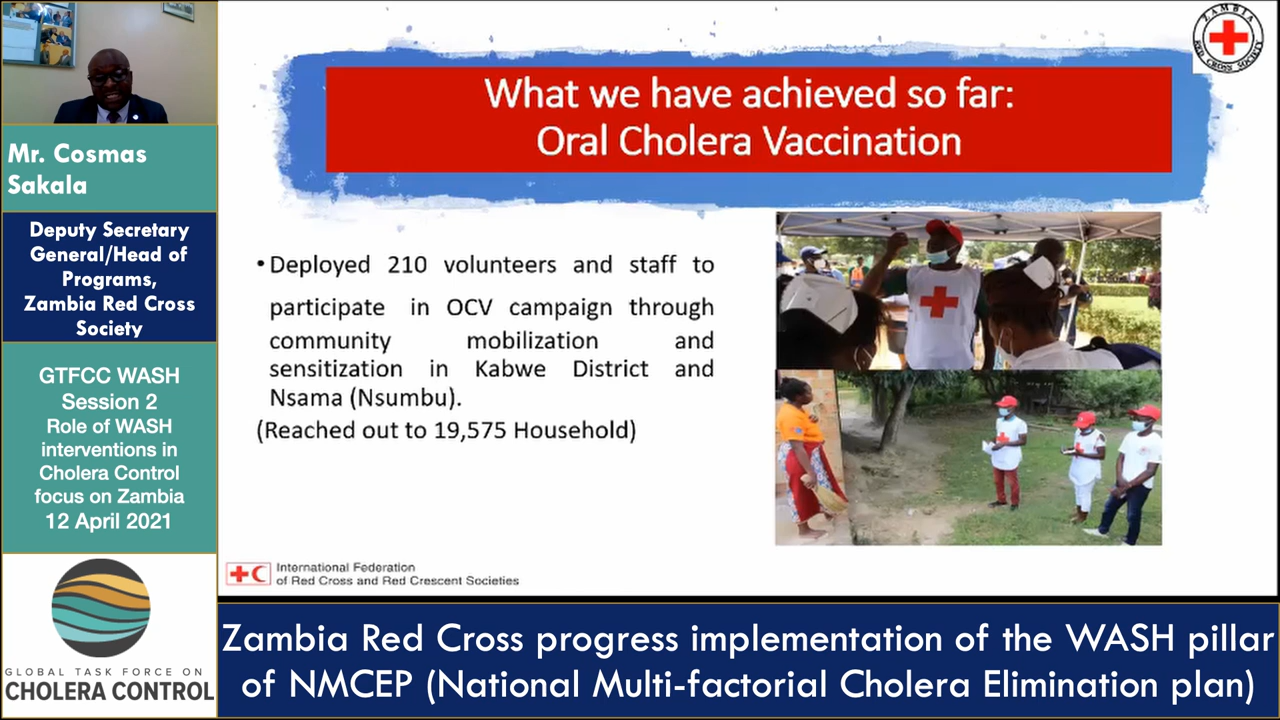 Mr. Cosmas
Sakala
Deputy Secretary
General/Head of
Programs,
Zambia Red Cross
Society
GTFCC WASH
Session 2
Role of WASH
interventions in
Cholera Control
focus on Zambia
12 April 2021
GLOBAL TASK FORCE ON
CHOLERA CONTROL
ZAMBIA
RED CROSS SOCIETY
What we have achieved so far:
Oral Cholera Vaccination
•Deployed 210 volunteers and staff to
participate in OCV campaign through
community mobilization and
sensitization in Kabwe District and
Nsama (Nsumbu).
(Reached out to 19,575 Household)
International Federation
of Red Cross and Red Crescent Societies
Zambia Red Cross progress implementation of the WASH pillar
of NMCEP (National Multi-factorial Cholera Elimination plan)